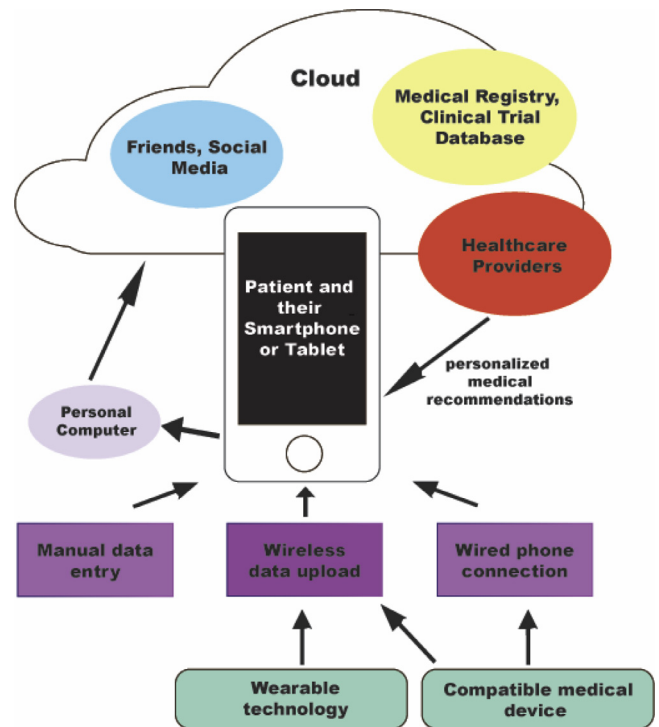 Cloud
Medical Registry,
Clinical Trial
Database
Friends, Social
Media
Healthcare
Providers
Patient and
their
Smartphone
or Tablet
personalized
medical
recommendations
Personal
Computer
Manual data
entry
Wireless
data upload
Wired phone
connection
Wearable
technology
Compatible medical
device